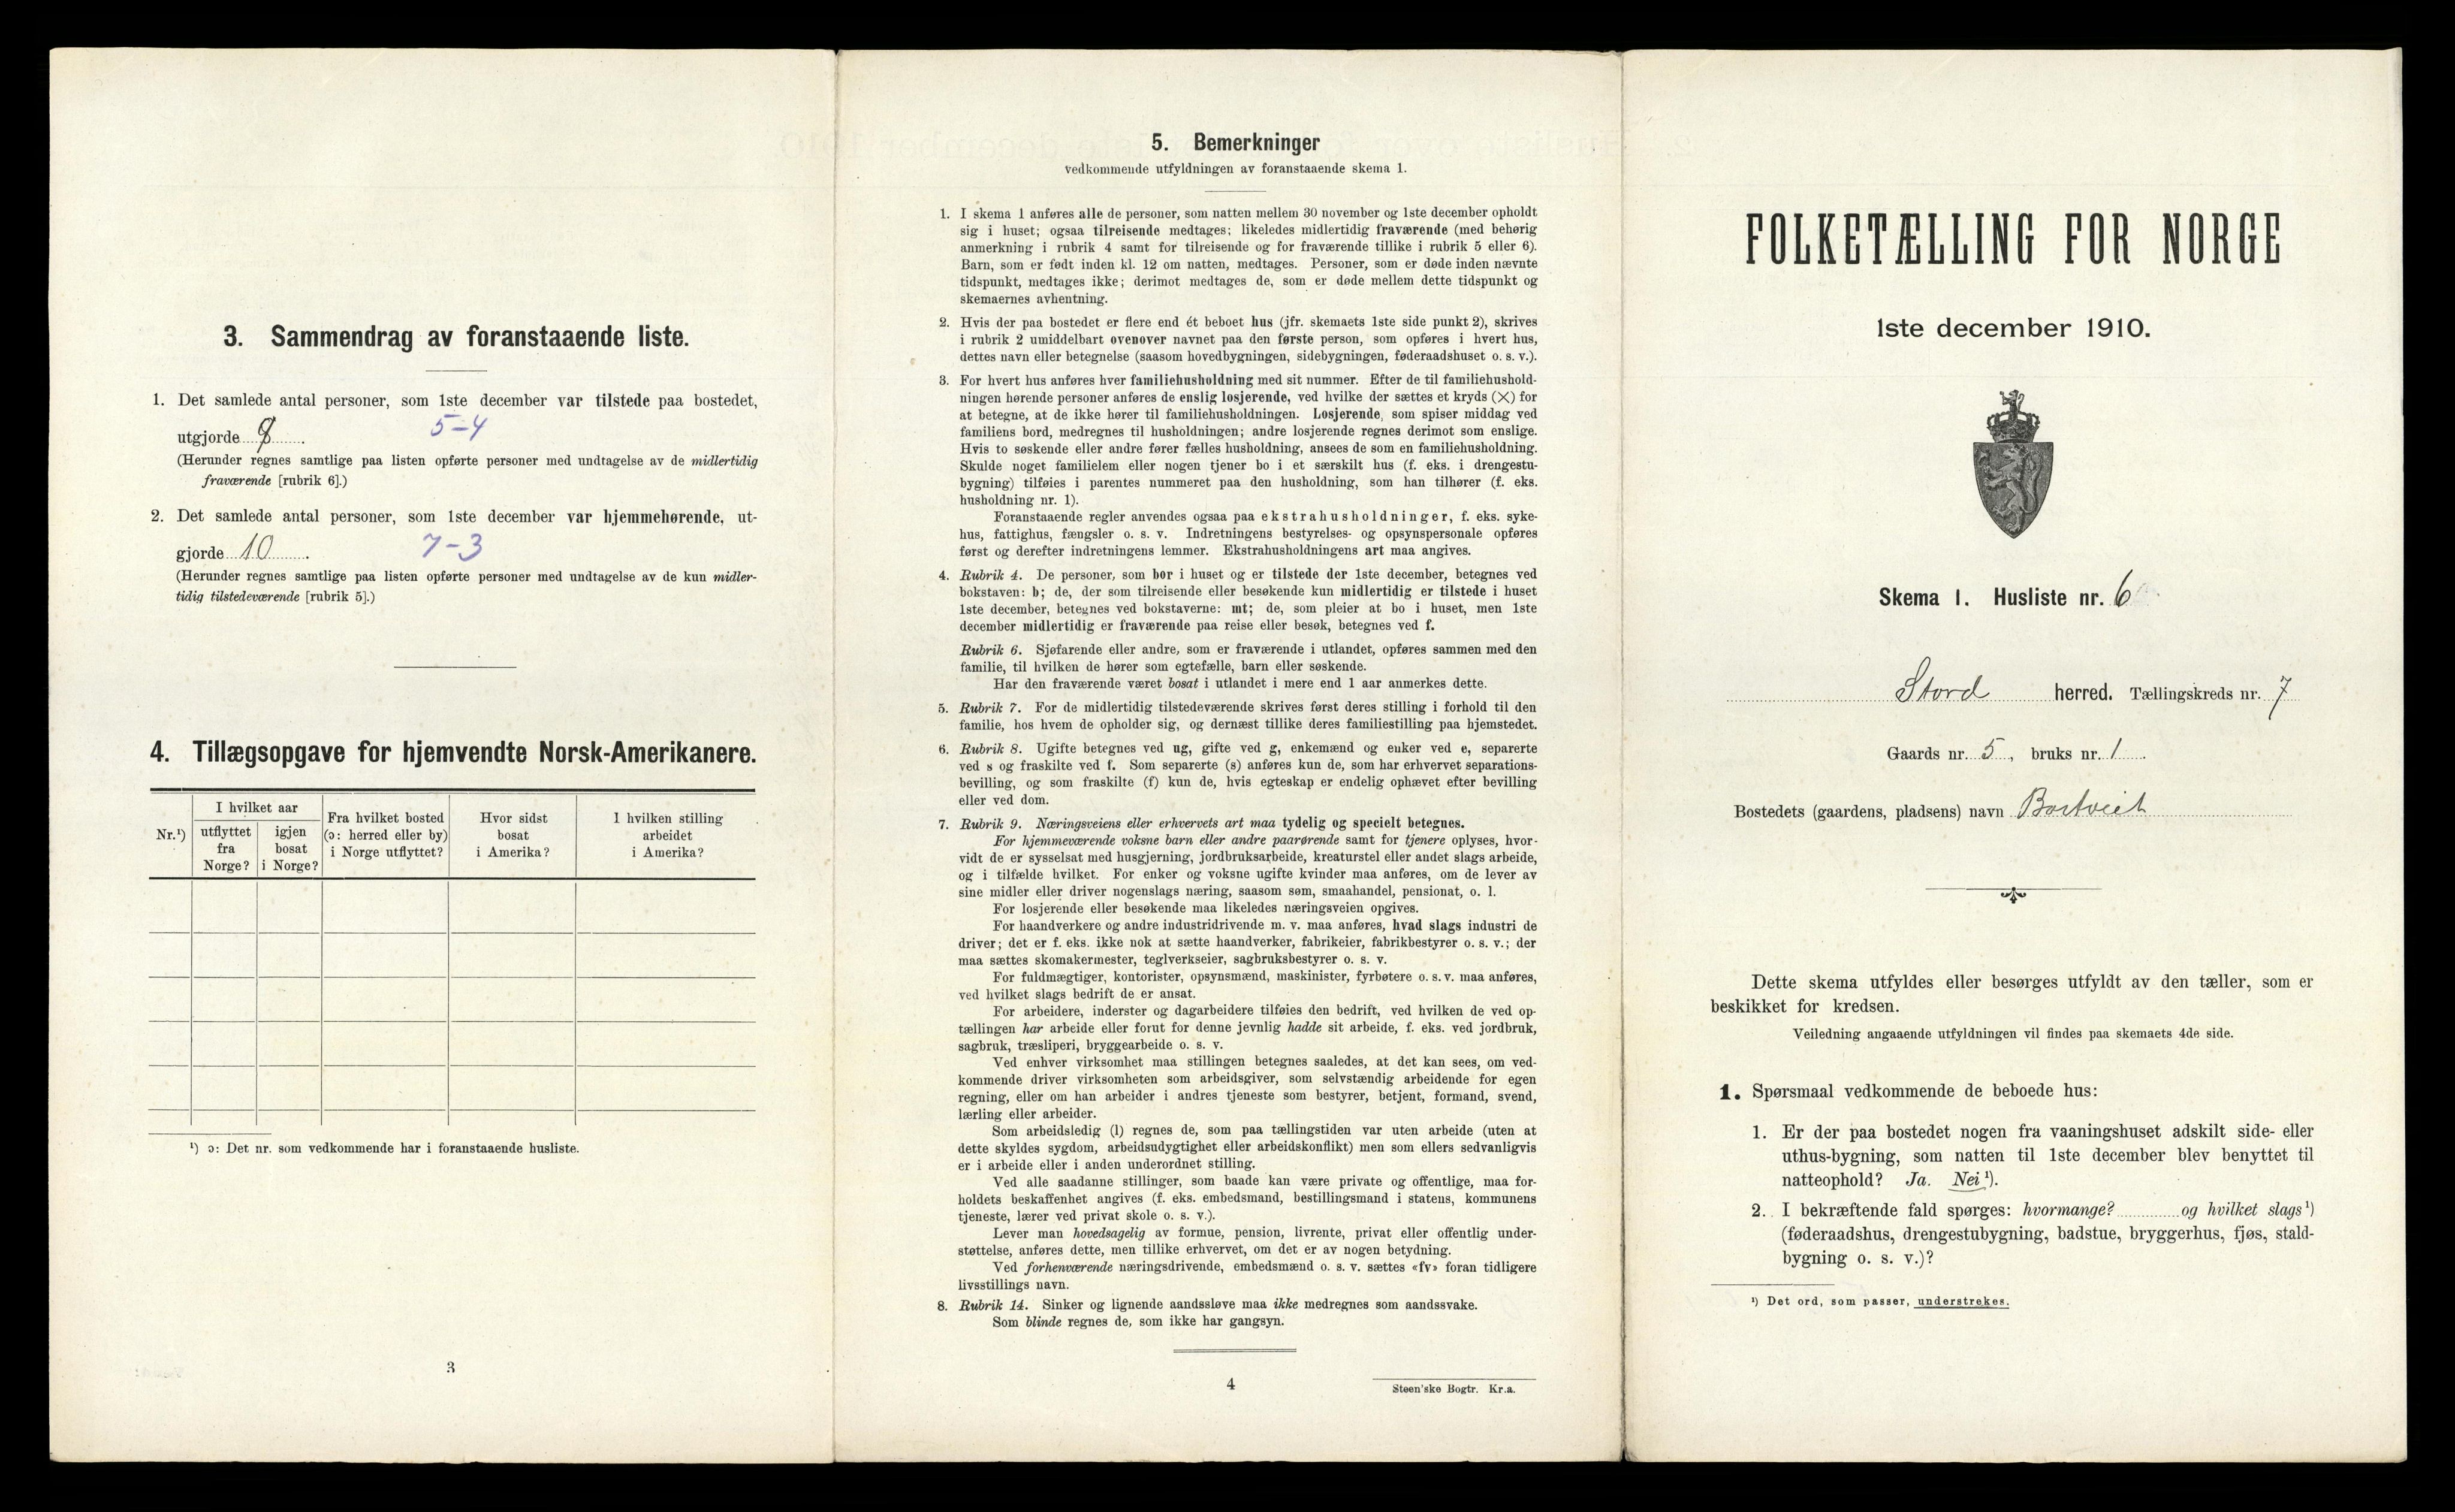 3. Sammendrag av foranstaaende liste.
1. Det samlede antal personer, som 1ste december var tilstede paa bostedet,
utgjorde 8. 5-4
(Herunder regnes samtlige paa listen opførte personer med undtagelse av de midlertidig
fraværende [rubrik 6].)
2. Det samlede antal personer, som 1ste december var hjemmehørende, ut-
gjorde 10. 7-3
(Herunder regnes samtlige paa listen opførte personer med undtagelse av de kun midler-
tidig tilstedeværende [rubrik 5].)
4. Tillægsopgave for hjemvendte Norsk-Amerikanere.
Nr.¹)
I hvilket aar
utflyttet
fra
Norge?
igjen
bosat
i Norge?
Fra hvilket bosted
(ɔ: herred eller by)
i Norge utflyttet?
Hvor sidst
bosat
i Amerika?
I hvilken stilling
arbeidet
i Amerika?
¹) ɔ: Det nr. som vedkommende har i foranstaaende husliste.
3
5. Bemerkninger
vedkommende utfyldningen av foranstaaende skema 1.
1. I skema 1 anføres alle de personer, som natten mellem 30 november og 1ste december opholdt
sig i huset; ogsaa tilreisende medtages; likeledes midlertidig fraværende (med behørig
anmerkning i rubrik 4 samt for tilreisende og for fraværende tillike i rubrik 5 eller 6).
Barn, som er født inden kl. 12 om natten, medtages. Personer, som er døde inden nævnte
tidspunkt, medtages ikke; derimot medtages de, som er døde mellem dette tidspunkt og
skemaernes avhentning.
2. Hvis der paa bostedet er flere end ét beboet hus (jfr. skemaets 1ste side punkt 2), skrives
i rubrik 2 umiddelbart ovenover navnet paa den første person, som opføres i hvert hus,
dettes navn eller betegnelse (saasom hovedbygningen, sidebygningen, føderaadshuset o. s. v.).
3. For hvert hus anføres hver familiehusholdning med sit nummer. Efter de til familiehushold-
ningen hørende personer anføres de enslig losjerende, ved hvilke der sættes et kryds (×) for
at betegne, at de ikke hører til familiehusholdningen. Losjerende, som spiser middag ved
familiens bord, medregnes til husholdningen; andre losjerende regnes derimot som enslige.
Hvis to søskende eller andre fører fælles husholdning, ansees de som en familiehusholdning.
Skulde noget familielem eller nogen tjener bo i et særskilt hus (f. eks. i drengestu-
bygning) tilføies i parentes nummeret paa den husholdning, som han tilhører (f. eks.
husholdning nr. 1).
Foranstaaende regler anvendes ogsaa paa ekstrahusholdninger, f. eks. syke-
hus, fattighus, fængsler o. s. v. Indretningens bestyrelses- og opsynspersonale opføres
først og derefter indretningens lemmer. Ekstrahusholdningens art maa angives.
4. Rubrik 4. De personer, som bor i huset og er tilstede der 1ste december, betegnes ved
bokstaven: b; de, der som tilreisende eller besøkende kun midlertidig er tilstede i huset
1ste december, betegnes ved bokstaverne: mt; de, som pleier at bo i huset, men 1ste
december midlertidig er fraværende paa reise eller besøk, betegnes ved f.
Rubrik 6. Sjøfarende eller andre, som er fraværende i utlandet, opføres sammen med den
familie, til hvilken de hører som egtefælle, barn eller søskende.
Har den fraværende været bosat i utlandet i mere end 1 aar anmerkes dette.
5. Rubrik 7. For de midlertidig tilstedeværende skrives først deres stilling i forhold til den
familie, hos hvem de opholder sig, og dernæst tillike deres familiestilling paa hjemstedet.
6. Rubrik 8. Ugifte betegnes ved ug, gifte ved g, enkemænd og enker ved e, separerte
ved s og fraskilte ved f. Som separerte (s) anføres kun de, som har erhvervet separations-
bevilling, og som fraskilte (f) kun de, hvis egteskap er endelig ophævet efter bevilling
eller ved dom.
7. Rubrik 9. Næringsveiens eller erhvervets art maa tydelig og specielt betegnes.
For hjemmeværende voksne barn eller andre paarørende samt for tjenere oplyses, hvor-
vidt de er sysselsat med husgjerning, jordbruksarbeide, kreaturstel eller andet slags arbeide,
og i tilfælde hvilket. For enker og voksne ugifte kvinder maa anføres, om de lever av
sine midler eller driver nogenslags næring, saasom søm, smaahandel, pensionat, o. l.
For losjerende eller besøkende maa likeledes næringsveien opgives.
For haandverkere og andre industridrivende m. v. maa anføres, hvad slags industri de
driver; det er f. eks. ikke nok at sætte haandverker, fabrikeier, fabrikbestyrer o. s. v.; der
maa sættes skomakermester, teglverkseier, sagbruksbestyrer o. s. v.
For fuldmægtiger, kontorister, opsynsmænd, maskinister, fyrbøtere o. s. v. maa anføres,
ved hvilket slags bedrift de er ansat.
For arbeidere, inderster og dagarbeidere tilføies den bedrift, ved hvilken de ved op-
tællingen har arbeide eller forut for denne jevnlig hadde sit arbeide, f. eks. ved jordbruk,
sagbruk, træsliperi, bryggearbeide o. s. v.
Ved enhver virksomhet maa stillingen betegnes saaledes, at det kan sees, om ved-
kommende driver virksomheten som arbeidsgiver, som selvstændig arbeidende for egen
regning, eller om han arbeider i andres tjeneste som bestyrer, betjent, formand, svend,
lærling eller arbeider.
Som arbeidsledig (l) regnes de, som paa tællingstiden var uten arbeide (uten at
dette skyldes sygdom, arbeidsudygtighet eller arbeidskonflikt) men som ellers sedvanligvis
er i arbeide eller i anden underordnet stilling.
Ved alle saadanne stillinger, som baade kan være private og offentlige, maa for-
holdets beskaffenhet angives (f. eks. embedsmand, bestillingsmand i statens, kommunens
tjeneste, lærer ved privat skole o. s. v.).
Lever man hovedsagelig av formue, pension, livrente, privat eller offentlig under-
støttelse, anføres dette, men tillike erhvervet, om det er av nogen betydning.
Ved forhenværende næringsdrivende, embedsmænd o. s. v. sættes «fv» foran tidligere
livsstillings navn.
8. Rubrik 14. Sinker og lignende aandssløve maa ikke medregnes som aandssvake.
Som blinde regnes de, som ikke har gangsyn.
4
Steen'ske Bogtr. Kr.a.
FOLKETÆLLING FOR NORGE
1ste december 1910.
Skema 1. Husliste nr. 6
Stord herred. Tællingskreds nr. 7
Gaards nr. 5, bruks nr. 1.
Bostedets (gaardens, pladsens) navn Bortveit
Dette skema utfyldes eller besørges utfyldt av den tæller, som er
beskikket for kredsen.
Veiledning angaaende utfyldningen vil findes paa skemaets 4de side.
1. Spørsmaal vedkommende de beboede hus:
1. Er der paa bostedet nogen fra vaaningshuset adskilt side- eller
uthus-bygning, som natten til 1ste december blev benyttet til
natteophold? Ja. Nei¹).
2. I bekræftende fald spørges: hvormange? og hvilket slags¹)
(føderaadshus, drengestubygning, badstue, bryggerhus, fjøs, stald-
bygning o. s. v.)?
¹) Det ord, som passer, understrekes.